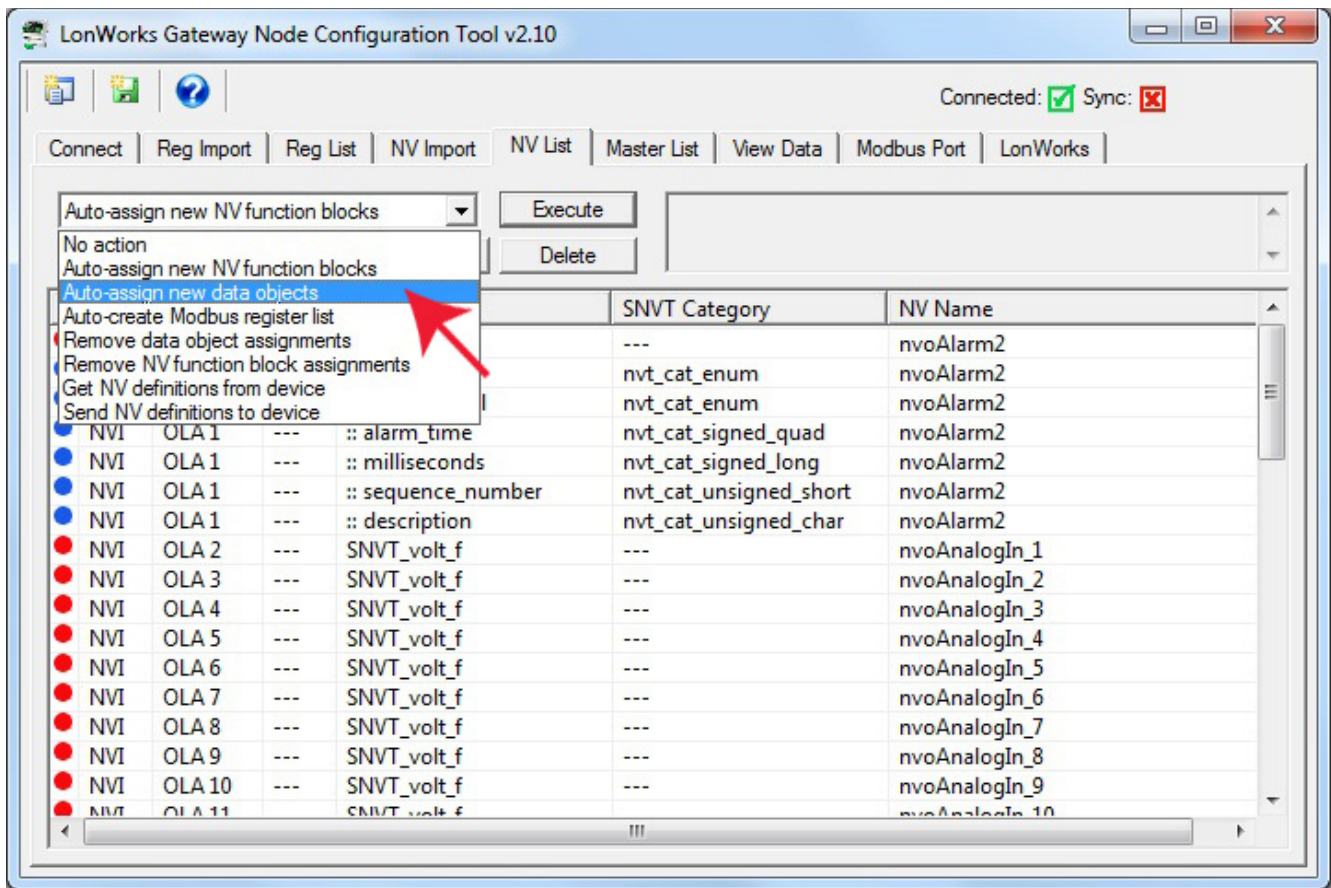 LonWorks Gateway Node Configuration Tool v2.10
Connected: Sync:
Connect Reg Import Reg List NV Import NV List Master List View Data Modbus Port LonWorks
Auto-assign new NV function blocks Execute
No action
Auto-assign new NV function blocks Delete
Auto-assign new data objects
SNVT Category NV Name
Auto-create Modbus register list
Remove data object assignments --- nvoAlarm2
Remove NV function block assignments nvt_cat_enum nvoAlarm2
Get NV definitions from device
Send NV definitions to device nvt_cat_enum nvoAlarm2
NVI OLA 1 --- :: alarm_time nvt_cat_signed_quad nvoAlarm2
NVI OLA 1 --- :: milliseconds nvt_cat_signed_long nvoAlarm2
NVI OLA 1 --- :: sequence_number nvt_cat_unsigned_short nvoAlarm2
NVI OLA 1 --- :: description nvt_cat_unsigned_char nvoAlarm2
NVI OLA 2 --- SNVT_volt_f --- nvoAnalogIn_1
NVI OLA 3 --- SNVT_volt_f --- nvoAnalogIn_2
NVI OLA 4 --- SNVT_volt_f --- nvoAnalogIn_3
NVI OLA 5 --- SNVT_volt_f --- nvoAnalogIn_4
NVI OLA 6 --- SNVT_volt_f --- nvoAnalogIn_5
NVI OLA 7 --- SNVT_volt_f --- nvoAnalogIn_6
NVI OLA 8 --- SNVT_volt_f --- nvoAnalogIn_7
NVI OLA 9 --- SNVT_volt_f --- nvoAnalogIn_8
NVI OLA 10 --- SNVT_volt_f --- nvoAnalogIn_9
NVI OLA 11 --- SNVT_volt_f --- nvoAnalogIn_10